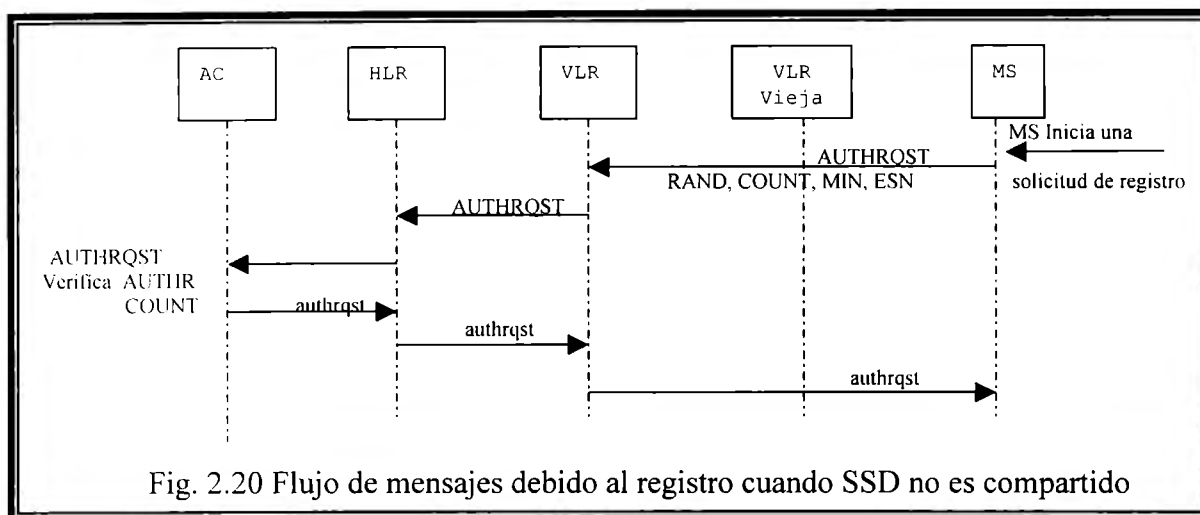 AC
HLR
VLR
VLR
Vieja
MS
MS Inicia una
solicitud de registro
AUTHRQST
RAND, COUNT, MIN, ESN
AUTHRQST
AUTHRQST
Verifica AUTHR
COUNT
authrqst
authrqst
authrqst
Fig. 2.20 Flujo de mensajes debido al registro cuando SSD no es compartido